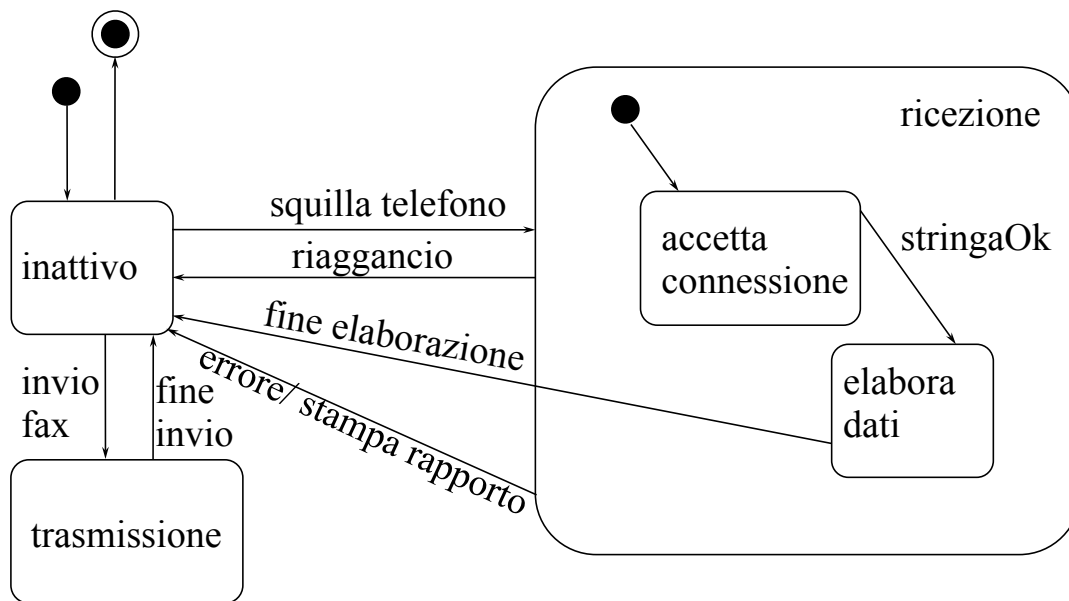 ricezione
squilla telefono
accetta
connessione
stringaOk
inattivo
riaggancio
fine elaborazione
errore/ stampa rapporto
invio
fax
fine
invio
elabora
dati
trasmissione